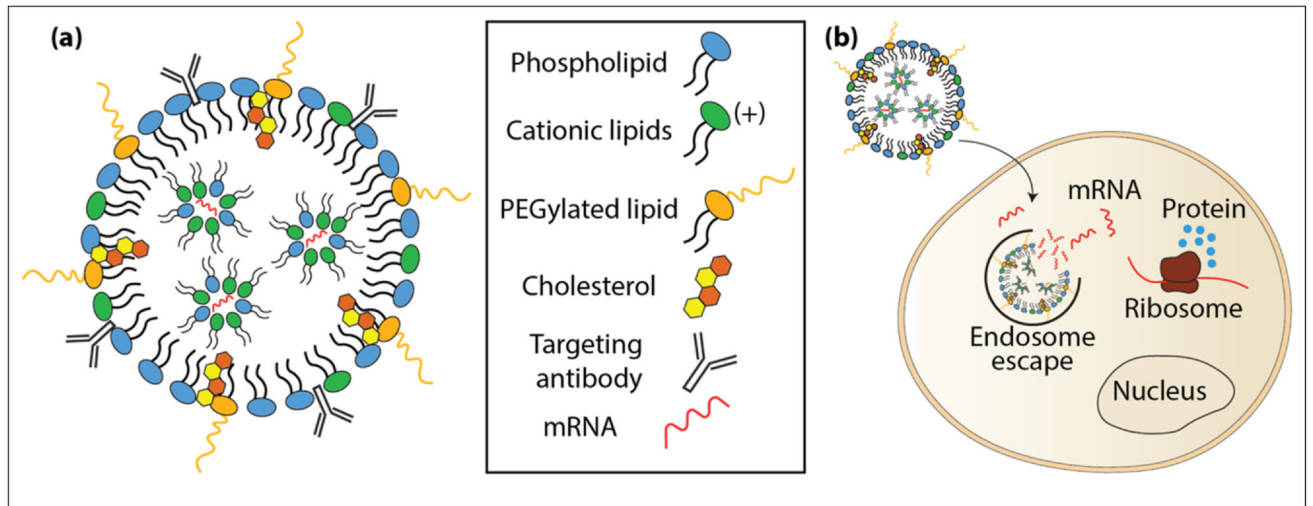 (a)
Phospholipid
Cationic lipids (+)
PEGylated lipid
Cholesterol
Targeting
antibody
mRNA
(b)
mRNA
Protein
Ribosome
Endosome
escape
Nucleus